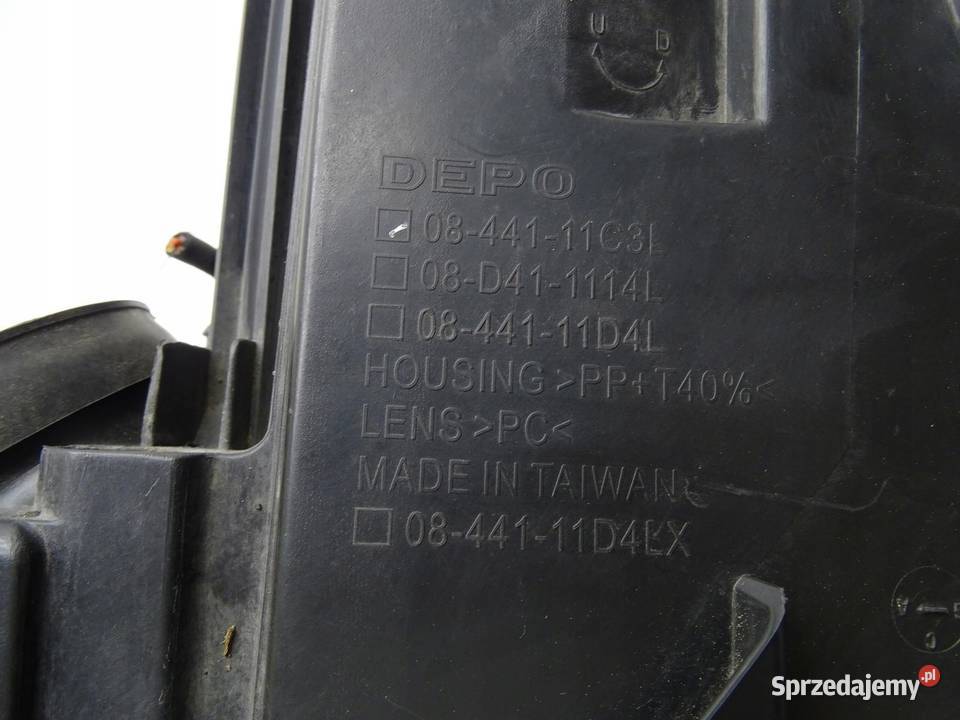 U D
DEPO
08-441-11C3L
08-D41-1114L
08-441-11D4L
HOUSING >PP+T40%<
LENS >PC<
MADE IN TAIWAN
08-441-11D4LX
Sprzedajemy.pl